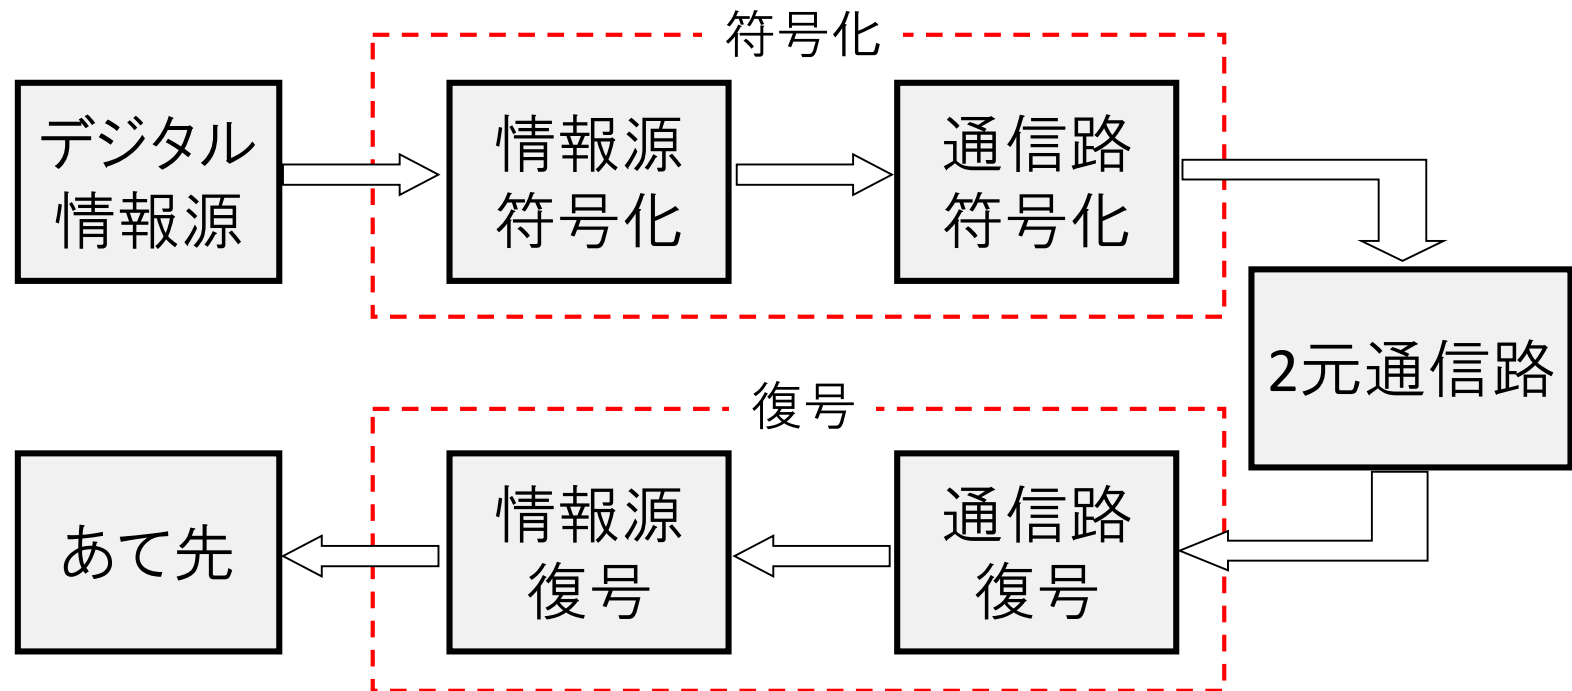 符号化
デジタル
情報源
情報源
符号化
通信路
符号化
2元通信路
復号
あて先
情報源
復号
通信路
復号